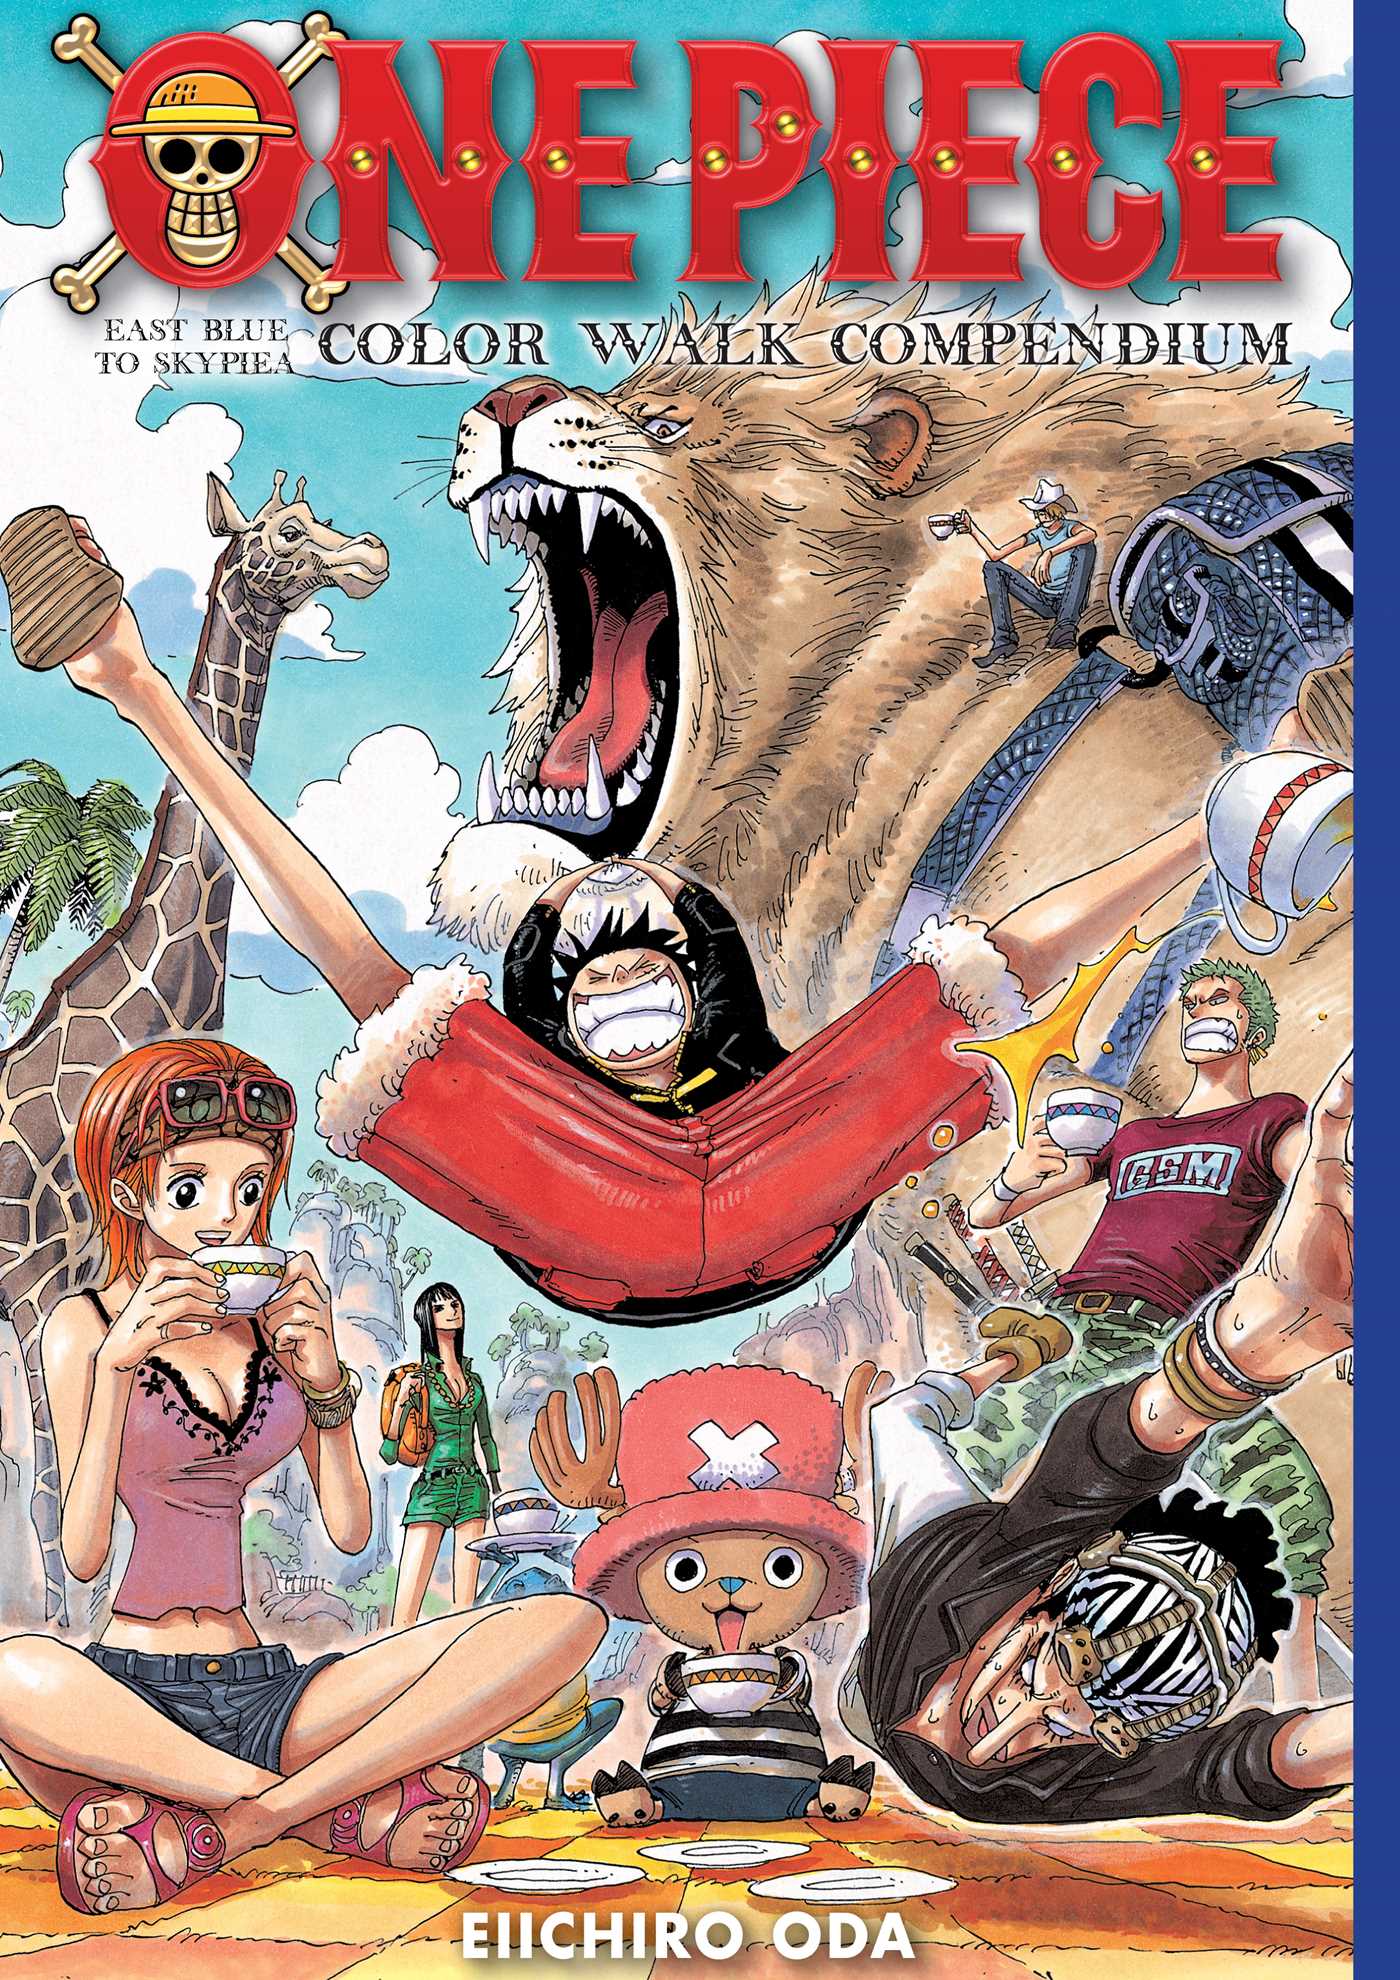 ONE PIECE
EAST BLUE
TO SKYPIEA
COLOR WALK COMPENDIUM
GSM
EIICHIRO ODA